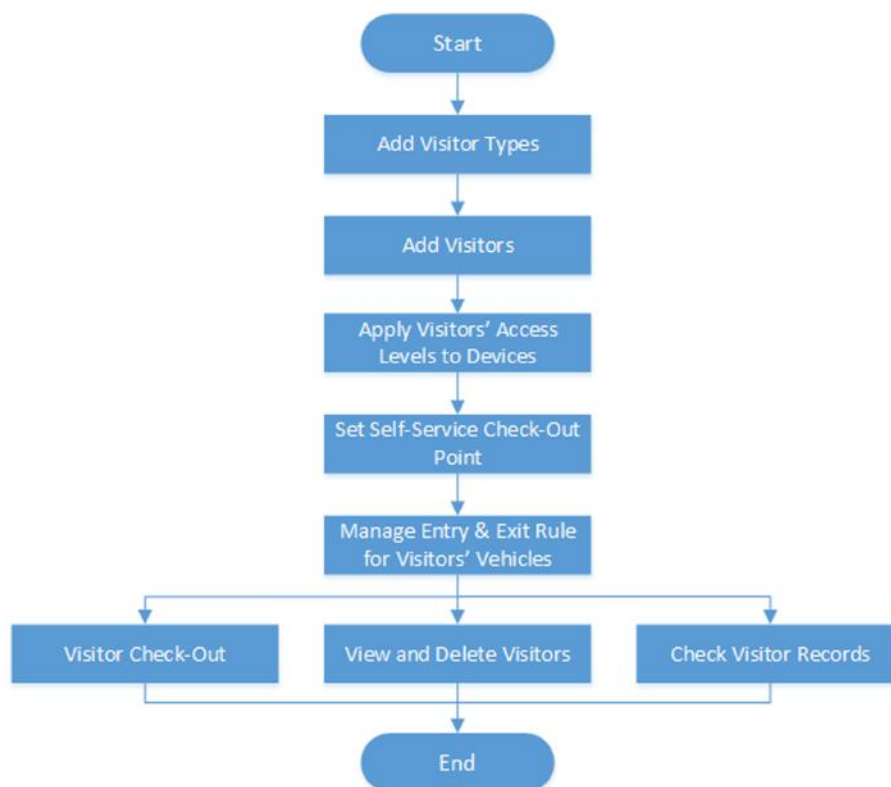 Start
Add Visitor Types
Add Visitors
Apply Visitors’ Access
Levels to Devices
Set Self-Service Check-Out
Point
Manage Entry & Exit Rule
for Visitors’ Vehicles
Visitor Check-Out
View and Delete Visitors
Check Visitor Records
End